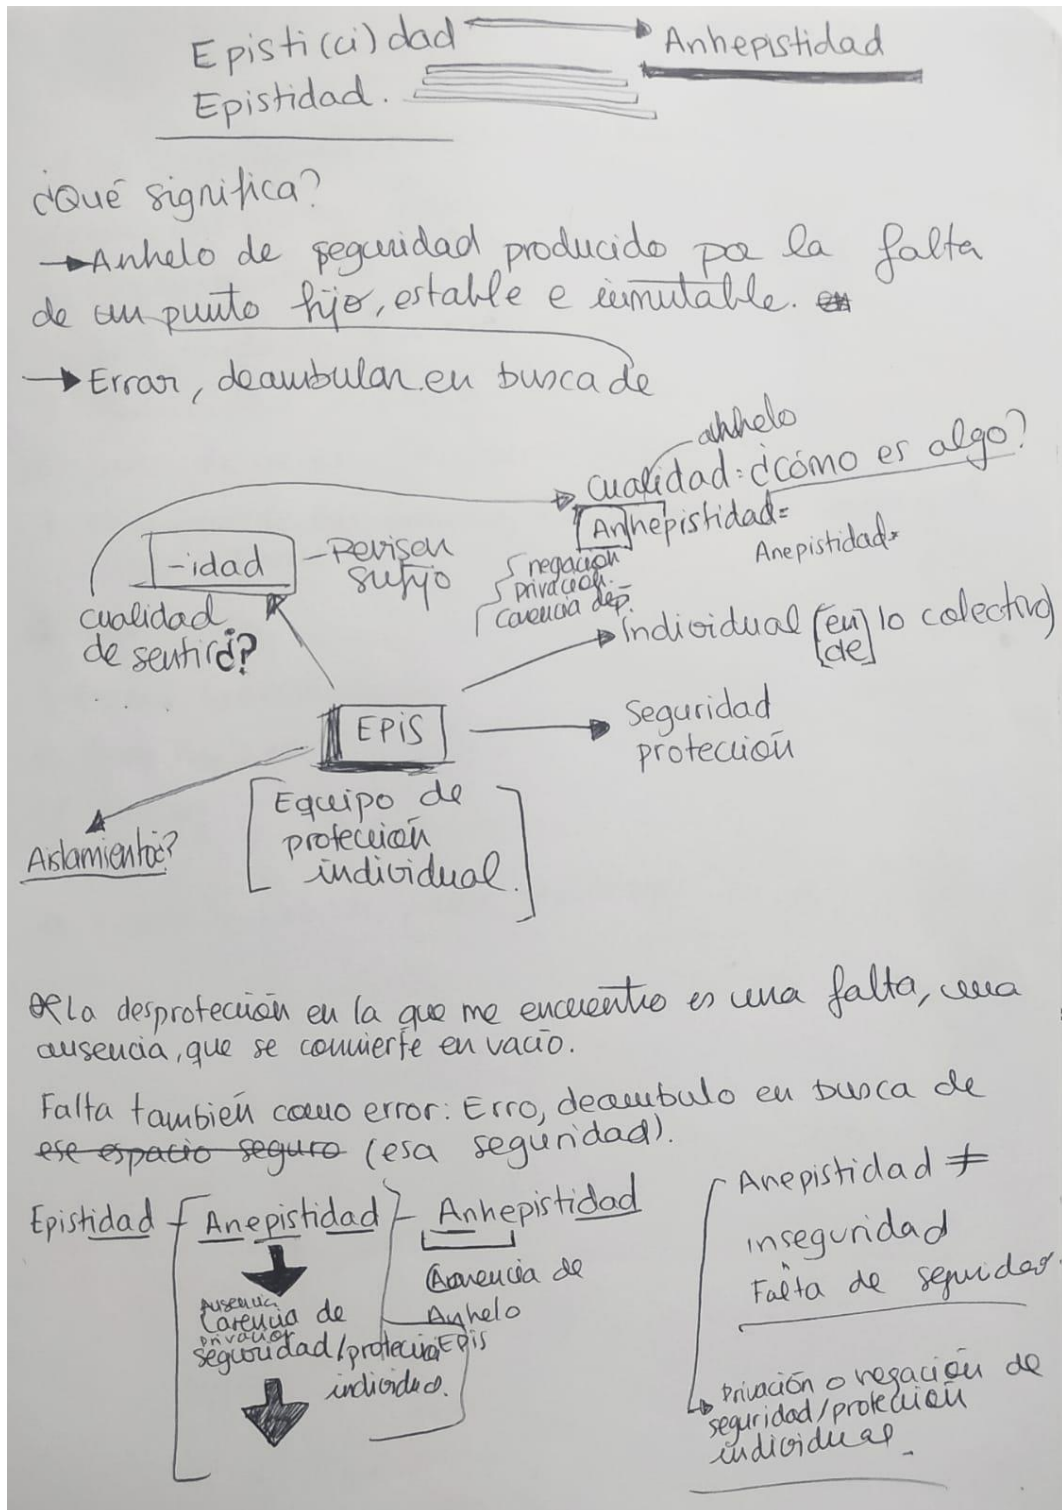 Episti(ci)dad
Anhepistidad
Epistidad.
¿Qué significa?
→ Anhelo de seguridad producido por la falta
de un punto fijo, estable e inmutable.
→ Errar, deambular en busca de
anhelo
Cualidad: ¿cómo es algo?
Anhepistidad=
Anepistidad=
negación
privación.
carencia de
-idad
-Revisar
sufijo
cualidad
de sentir¿?
individual [en] lo colectivo)
[de]
EPIS
Seguridad
protección
[Equipo de
protección
individual.]
Aislamiento¿?
La desprotección en la que me encuentro es una falta, una
ausencia, que se convierte en vacío.
Falta también como error: Erro, deambulo en busca de
ese espacio seguro (esa seguridad).
Epistidad - [Anepistidad} - Anhepistidad
Ausencia
Carencia de
privación
seguridad/protección
individual.
Carencia de
Anhelo
EPIs
Anepistidad ≠
inseguridad
Falta de seguridad.
Privación o negación de
seguridad/protección
individual.